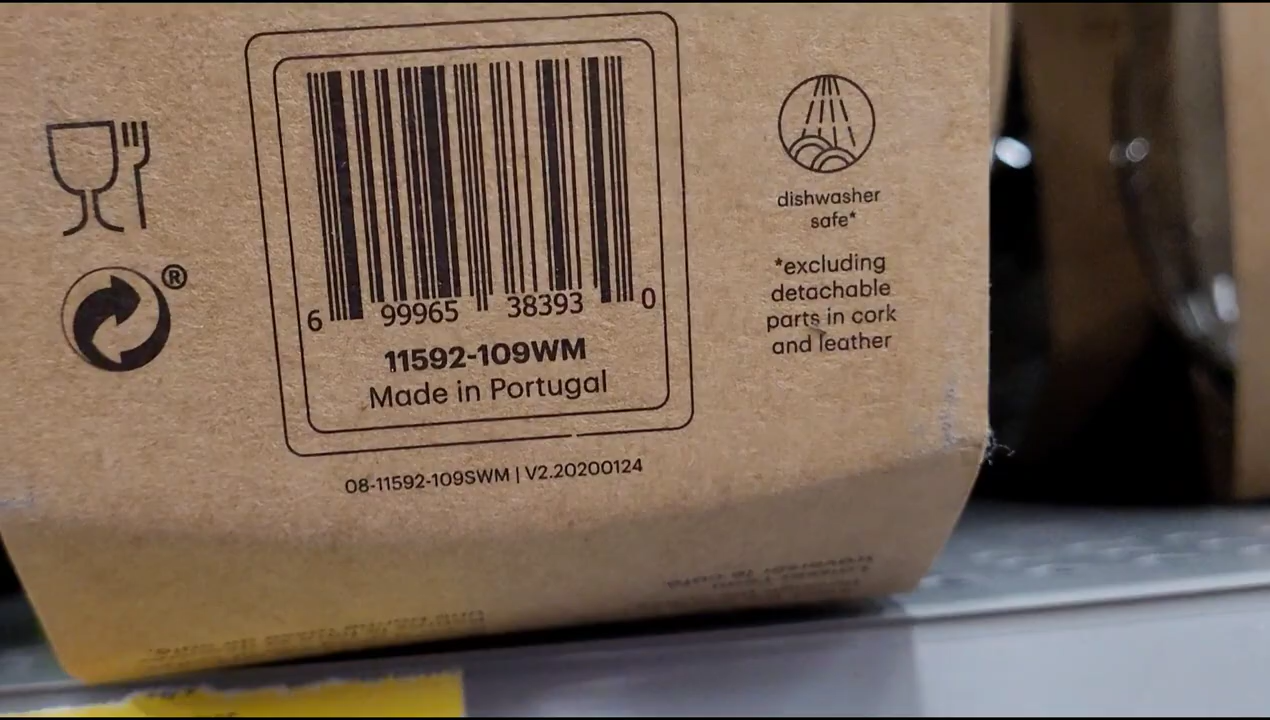 ®
6 99965 38393 0
11592-109WM
Made in Portugal
08-11592-109SWM | V2.20200124
dishwasher
safe*
*excluding
detachable
parts in cork
and leather